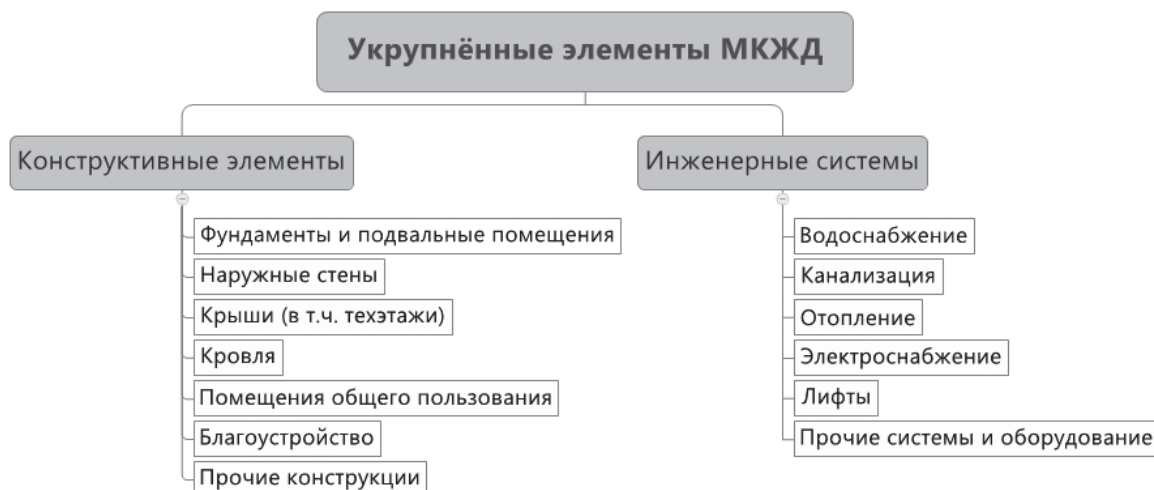 Укрупнённые элементы МКЖД
Конструктивные элементы
Фундаменты и подвальные помещения
Наружные стены
Крыши (в т.ч. техэтажи)
Кровля
Помещения общего пользования
Благоустройство
Прочие конструкции
Инженерные системы
Водоснабжение
Канализация
Отопление
Электроснабжение
Лифты
Прочие системы и оборудование